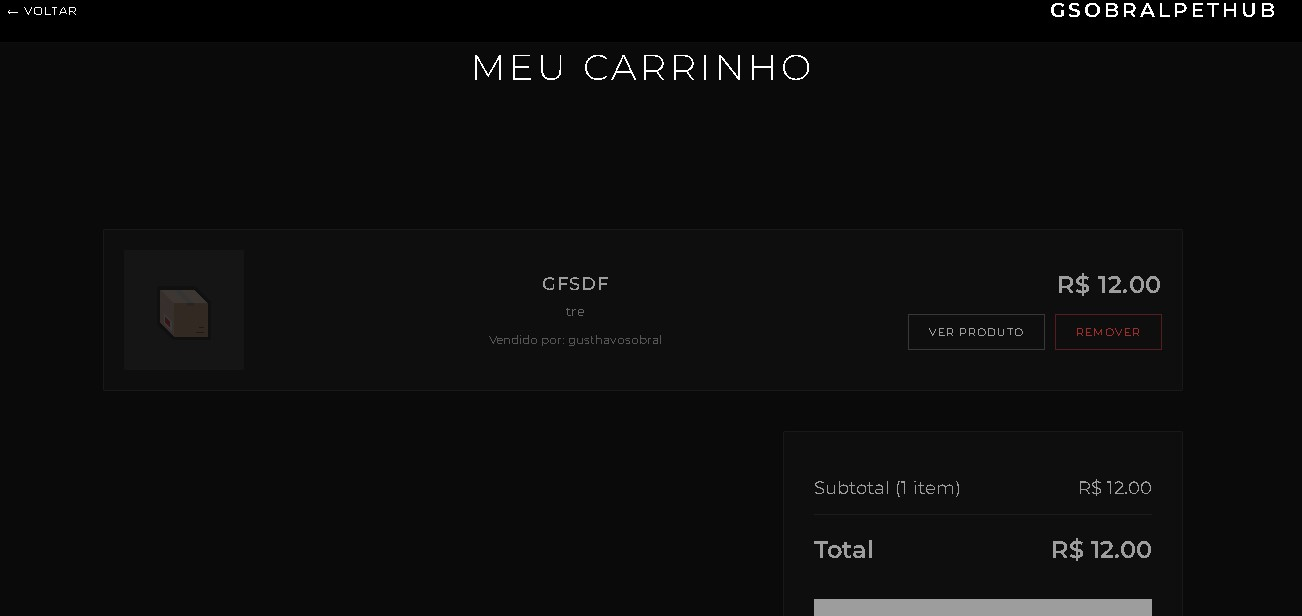 ← VOLTAR
GSOBRALPETHUB
MEU CARRINHO
GFSDF
tre
Vendido por: gusthavosobral
R$ 12.00
VER PRODUTO
REMOVER
Subtotal (1 item) R$ 12.00
Total R$ 12.00